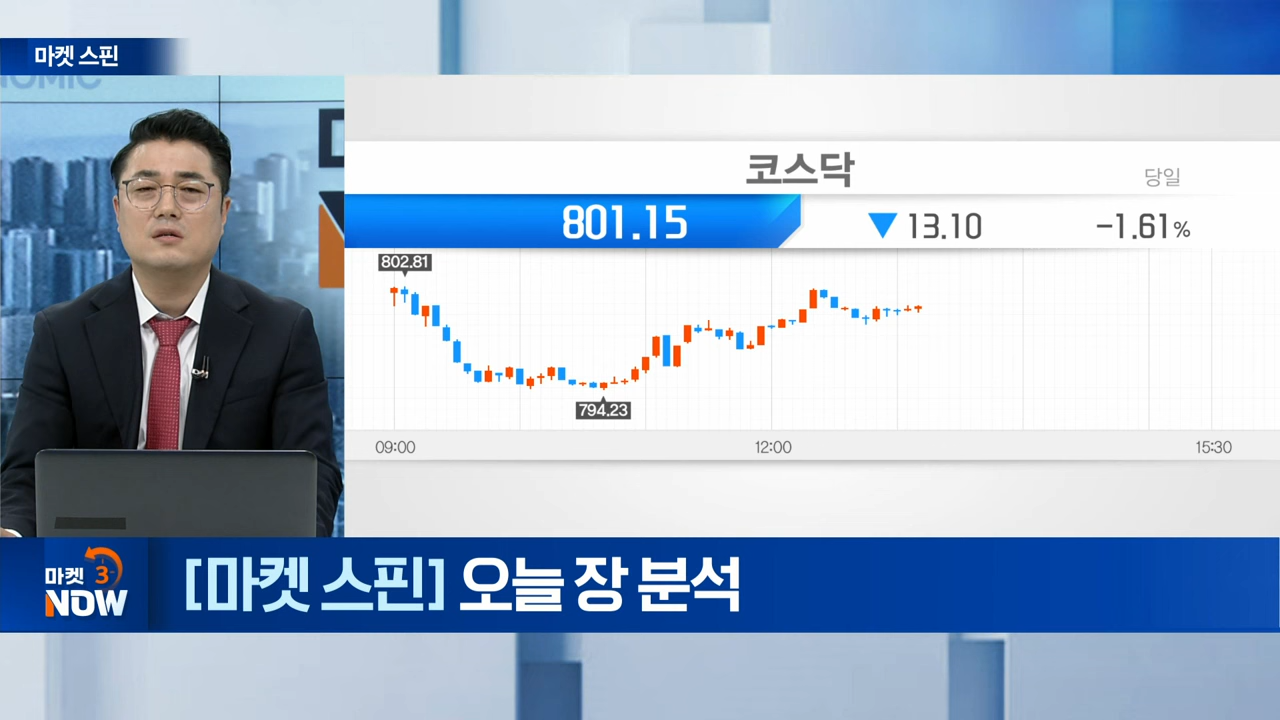 마켓 스핀
NOMIC
코스닥
당일
801.15
▼ 13.10
-1.61%
802.81
794.23
09:00
12:00
15:30
마켓 3
NOW
[마켓 스핀] 오늘 장 분석